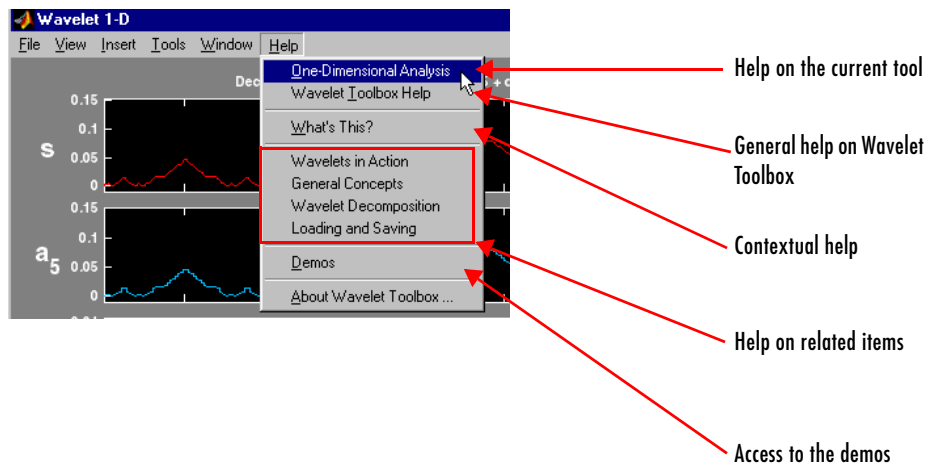 Wavelet 1-D
File View Insert Tools Window Help
One-Dimensional Analysis
Wavelet Toolbox Help
What's This?
Wavelets in Action
General Concepts
Wavelet Decomposition
Loading and Saving
Demos
About Wavelet Toolbox ...
Dec
s
0.15
0.1
0.05
0
a5
0.15
0.1
0.05
0
Help on the current tool
General help on Wavelet
Toolbox
Contextual help
Help on related items
Access to the demos